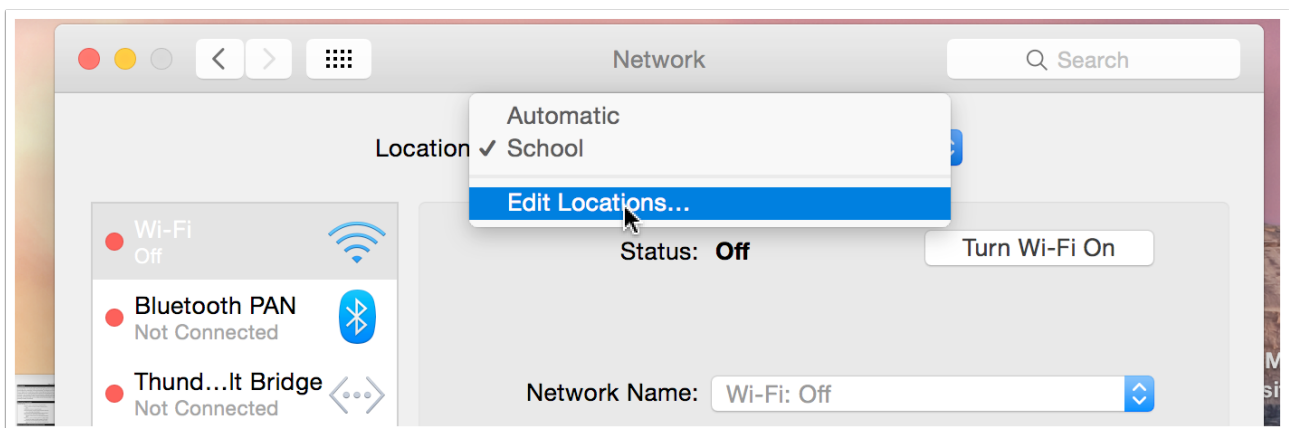 Network
Search
Automatic
Location
✓ School
Edit Locations...
Wi-Fi
Off
Status: Off
Turn Wi-Fi On
Bluetooth PAN
Not Connected
Thund...lt Bridge
Not Connected
Network Name: Wi-Fi: Off